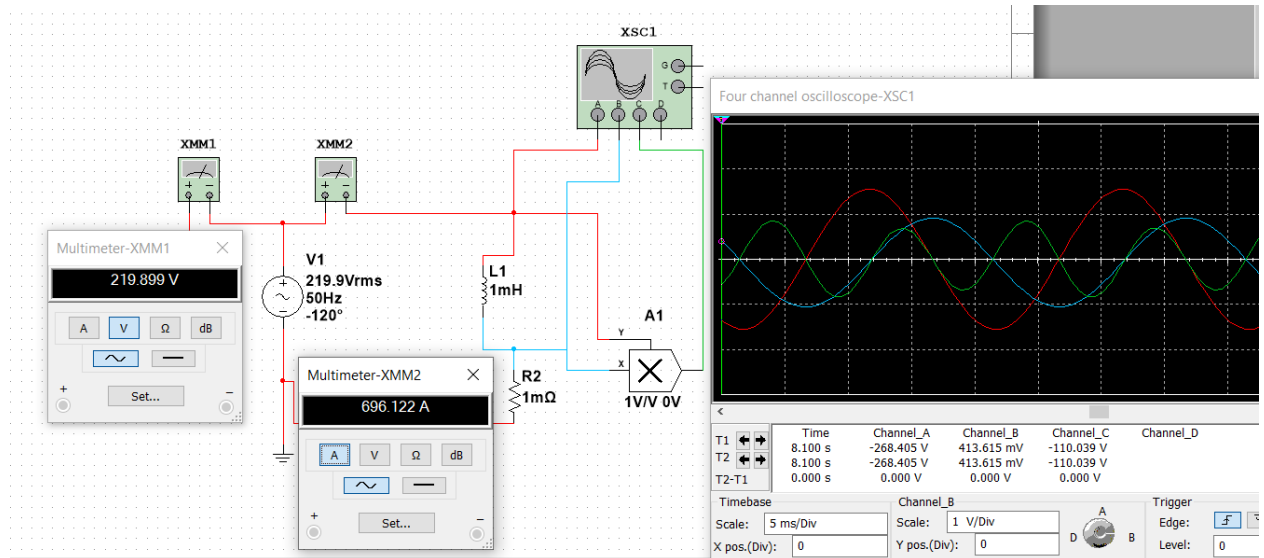 XSC1
G
T
A B C D
Four channel oscilloscope-XSC1
XMM1
XMM2
+ −
+ −
Multimeter-XMM1
219.899 V
A V Ω dB
+
Set...
−
V1
219.9Vrms
50Hz
-120°
L1
1mH
A1
Y
X
1V/V 0V
R2
1mΩ
Multimeter-XMM2
696.122 A
A V Ω dB
+
Set...
−
Time Channel_A Channel_B Channel_C Channel_D
T1 8.100 s -268.405 V 413.615 mV -110.039 V
T2 8.100 s -268.405 V 413.615 mV -110.039 V
T2-T1 0.000 s 0.000 V 0.000 V 0.000 V
Timebase
Scale: 5 ms/Div
X pos.(Div): 0
Channel_B
Scale: 1 V/Div
Y pos.(Div): 0
A
D B
Trigger
Edge:
Level: 0